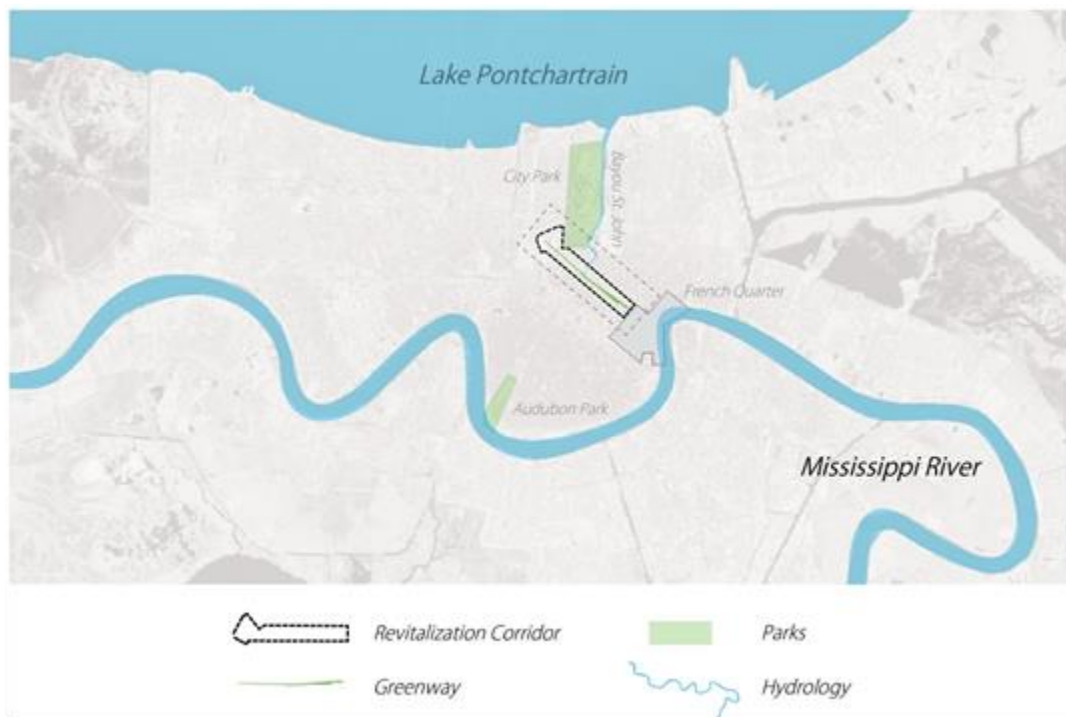 Lake Pontchartrain
City Park
Bayou St. John
French Quarter
Audubon Park
Mississippi River
Revitalization Corridor
Parks
Greenway
Hydrology